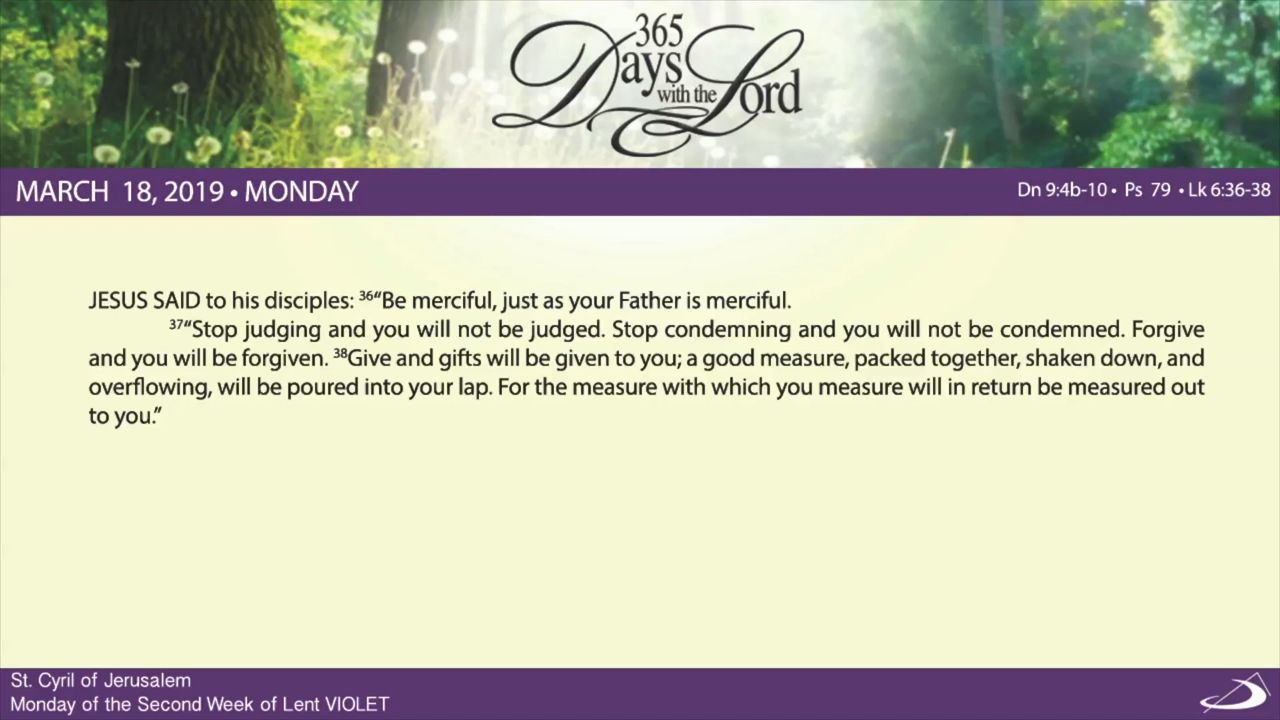 365
Days
with the Lord
MARCH 18, 2019 • MONDAY
Dn 9:4b-10 • Ps 79 • Lk 6:36-38
JESUS SAID to his disciples: 36“Be merciful, just as your Father is merciful.
37“Stop judging and you will not be judged. Stop condemning and you will not be condemned. Forgive
and you will be forgiven. 38Give and gifts will be given to you; a good measure, packed together, shaken down, and
overflowing, will be poured into your lap. For the measure with which you measure will in return be measured out
to you.”
St. Cyril of Jerusalem
Monday of the Second Week of Lent VIOLET